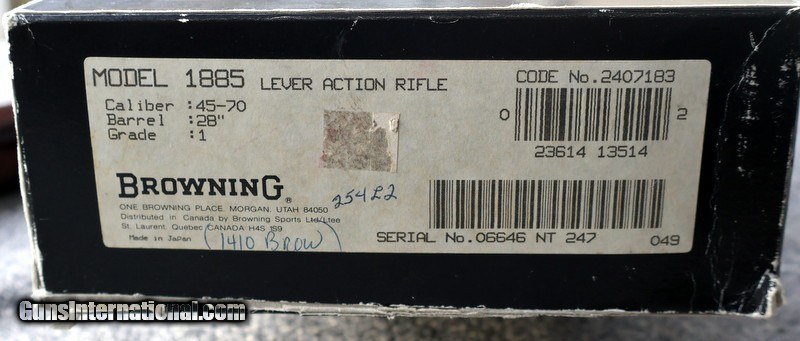 MODEL 1885 LEVER ACTION RIFLE
Caliber :45-70
Barrel :28"
Grade :1
CODE No.2407183
0 2
23614 13514
BROWNING®
ONE BROWNING PLACE, MORGAN, UTAH 84050
Distributed in Canada by Browning Sports Ltd/Ltee
St. Laurent, Quebec, CANADA H4S 1S9
Made in Japan
254L2
(1410 BROW)
SERIAL No.06646 NT 247 049
GunsInternational.com